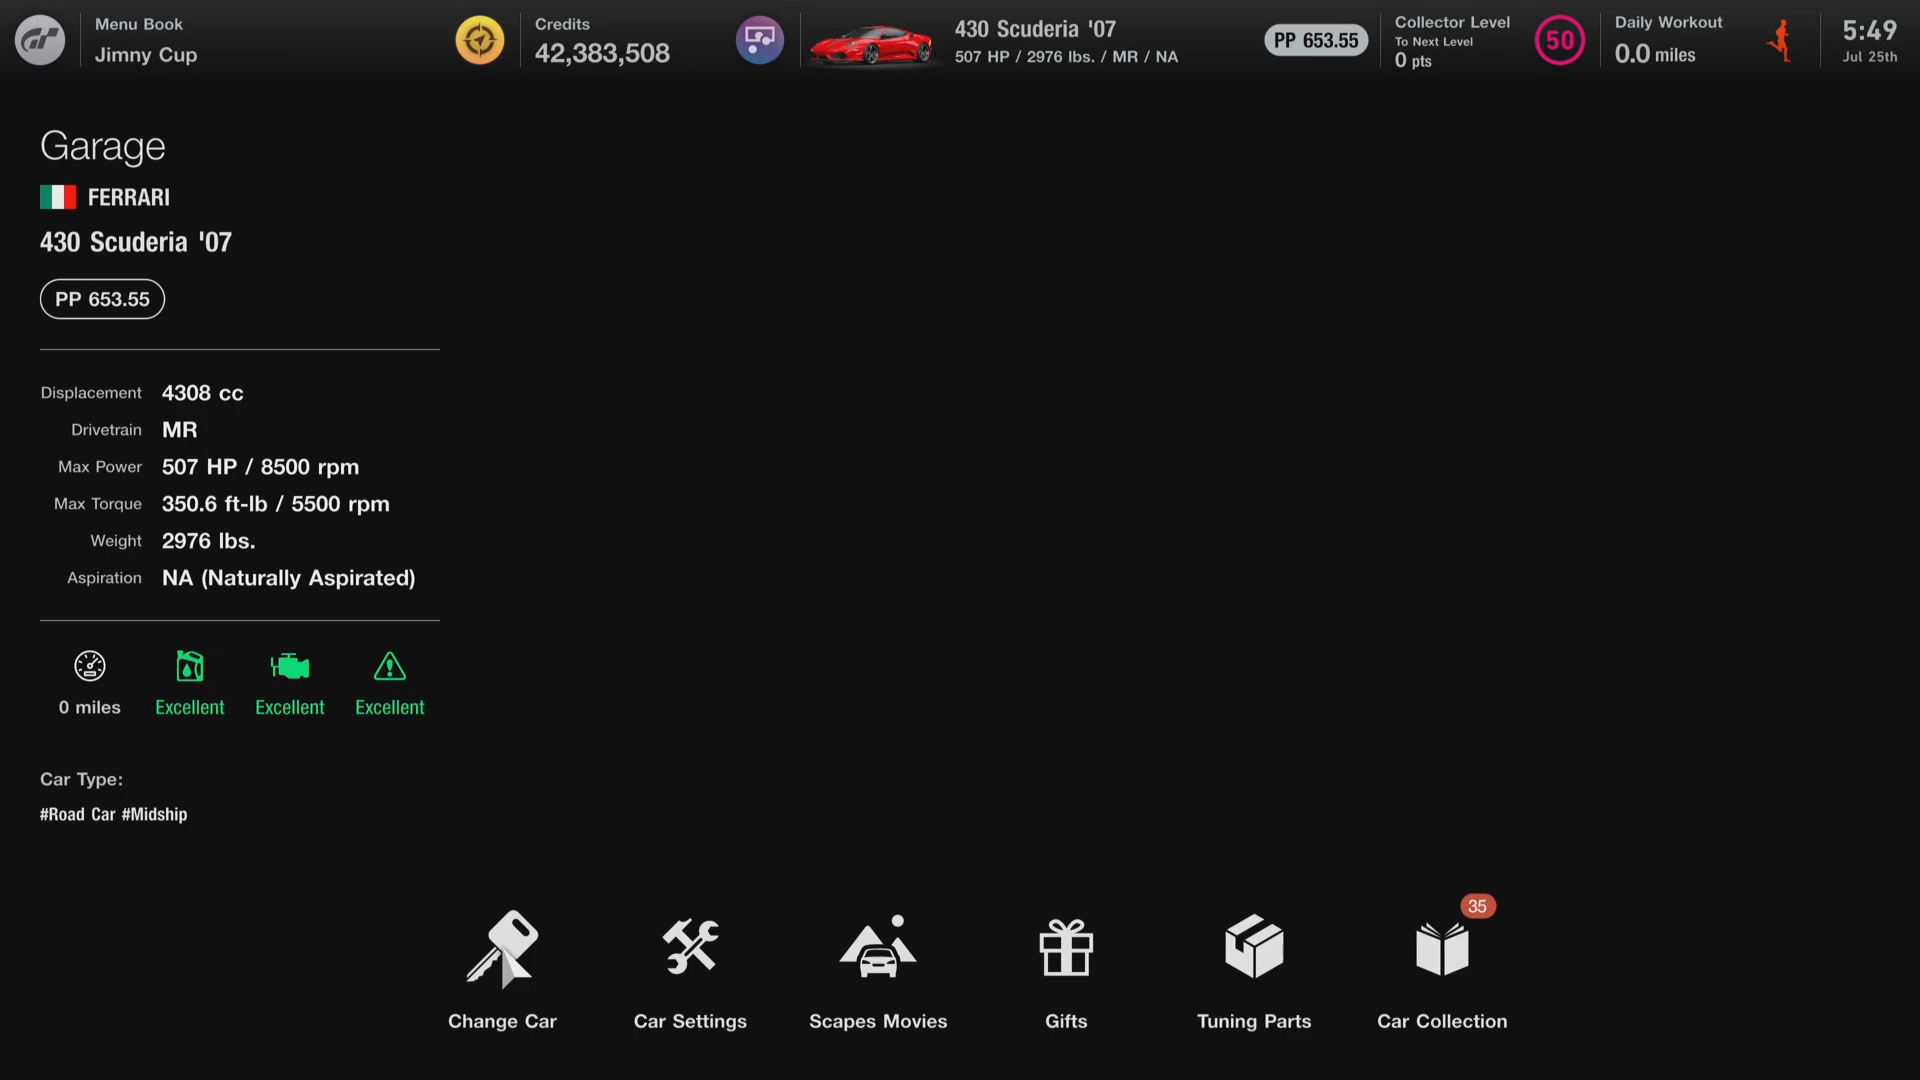 Menu Book
Jimny Cup
Credits
42,383,508
430 Scuderia '07
507 HP / 2976 lbs. / MR / NA
PP 653.55
Collector Level
To Next Level
0 pts
50
Daily Workout
0.0 miles
5:49
Jul 25th
Garage
FERRARI
430 Scuderia '07
PP 653.55
Displacement 4308 cc
Drivetrain MR
Max Power 507 HP / 8500 rpm
Max Torque 350.6 ft-lb / 5500 rpm
Weight 2976 lbs.
Aspiration NA (Naturally Aspirated)
0 miles Excellent Excellent Excellent
Car Type:
#Road Car #Midship
35
Change Car Car Settings Scapes Movies Gifts Tuning Parts Car Collection